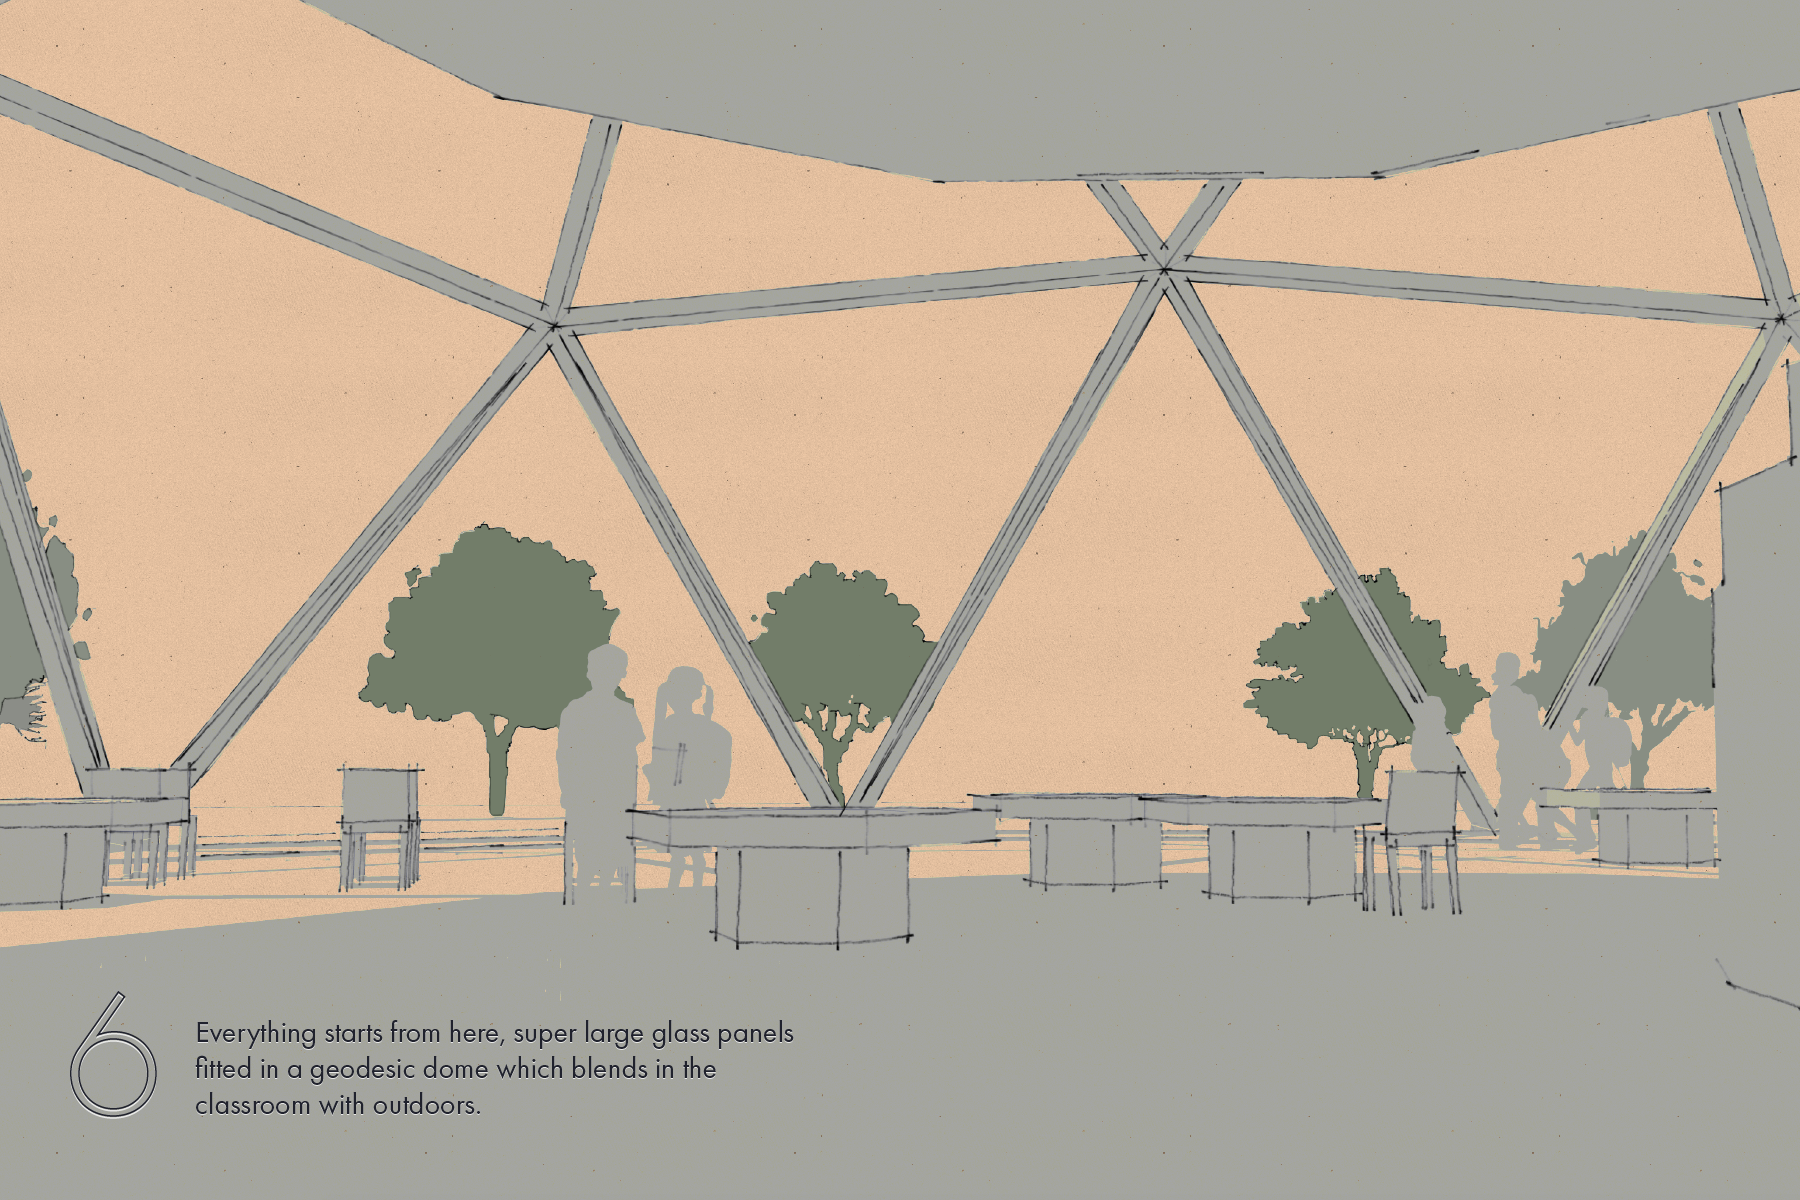 6
Everything starts from here, super large glass panels
fitted in a geodesic dome which blends in the
classroom with outdoors.